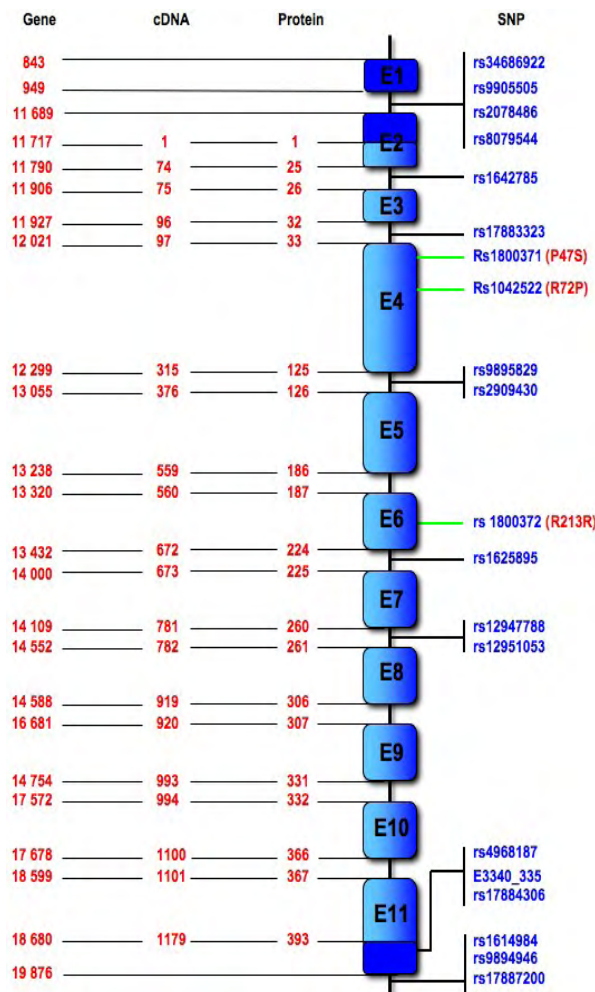 Gene cDNA Protein SNP
843 rs34686922
E1
949 rs9905505
11 689 rs2078486
11 717 1 1 E2 rs8079544
11 790 74 25
rs1642785
11 906 75 26
E3
11 927 96 32
rs17883323
12 021 97 33
Rs1800371 (P47S)
Rs1042522 (R72P)
E4
12 299 315 125 rs9895829
13 055 376 126 rs2909430
E5
13 238 559 186
13 320 560 187
E6 rs 1800372 (R213R)
13 432 672 224
rs1625895
14 000 673 225
E7
14 109 781 260 rs12947788
14 552 782 261 rs12951053
E8
14 588 919 306
16 681 920 307
E9
14 754 993 331
17 572 994 332
E10
17 678 1100 366 rs4968187
18 599 1101 367 E3340_335
rs17884306
E11
18 680 1179 393 rs1614984
rs9894946
19 876 rs17887200